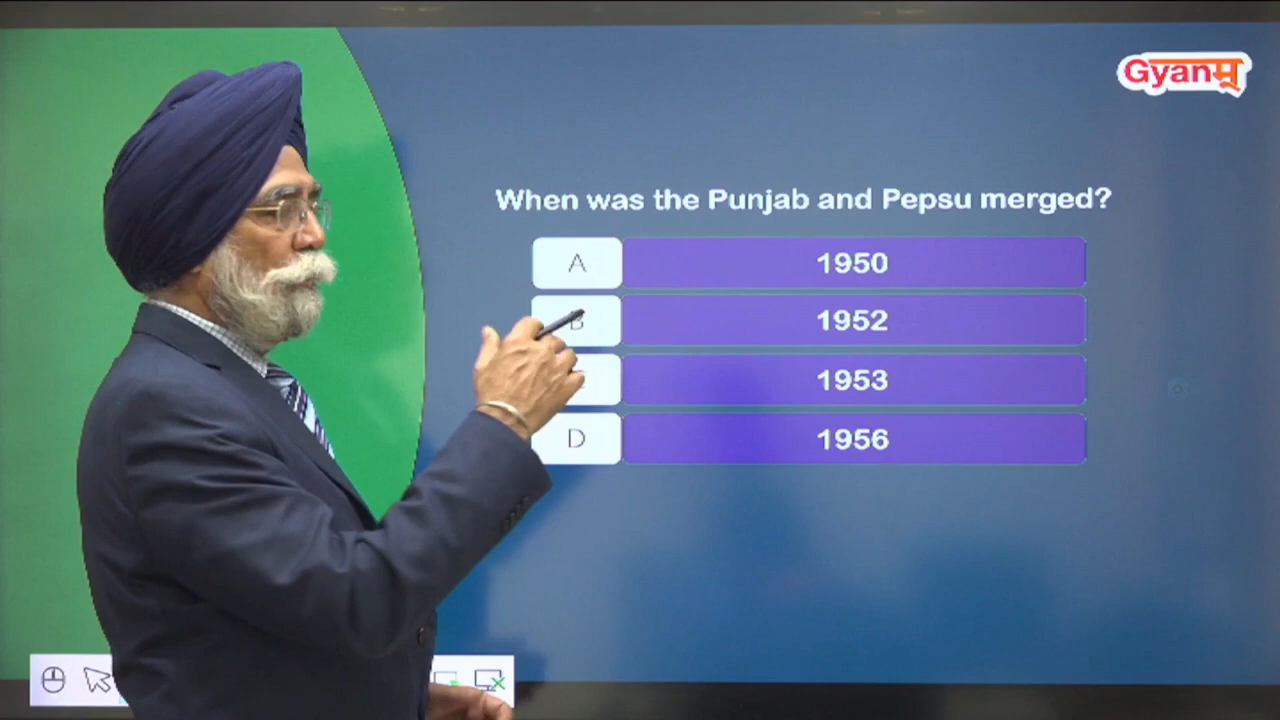 Gyanमू
When was the Punjab and Pepsu merged?
A 1950
B 1952
1953
D 1956